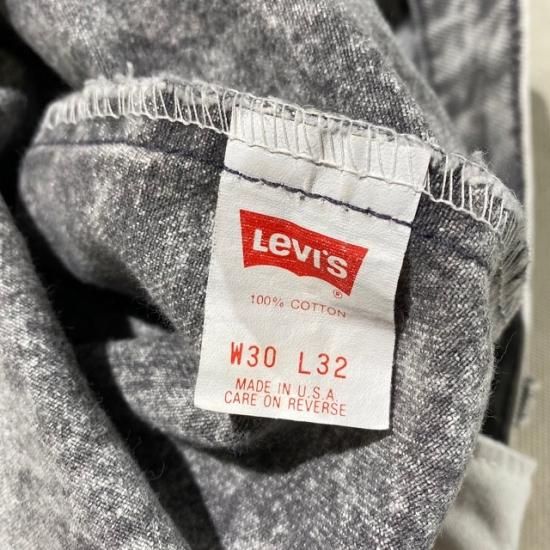 Levi's
®
100% COTTON
W30 L32
MADE IN U.S.A.
CARE ON REVERSE